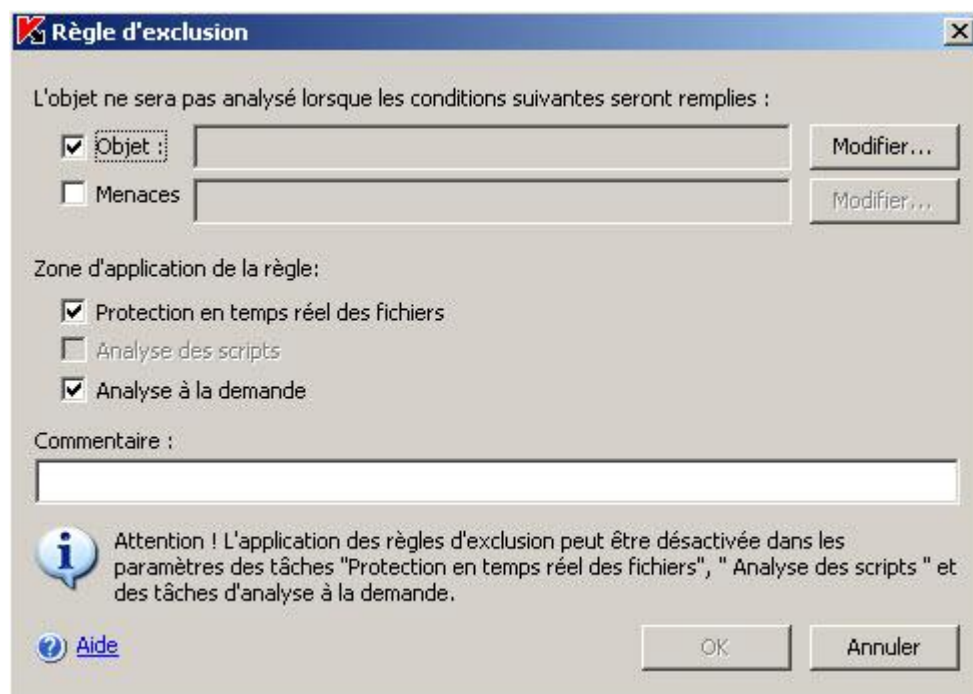 Règle d'exclusion
L'objet ne sera pas analysé lorsque les conditions suivantes seront remplies :
Objet : Modifier...
Menaces Modifier...
Zone d'application de la règle:
Protection en temps réel des fichiers
Analyse des scripts
Analyse à la demande
Commentaire :
Attention ! L'application des règles d'exclusion peut être désactivée dans les
paramètres des tâches "Protection en temps réel des fichiers", " Analyse des scripts " et
des tâches d'analyse à la demande.
Aide OK Annuler